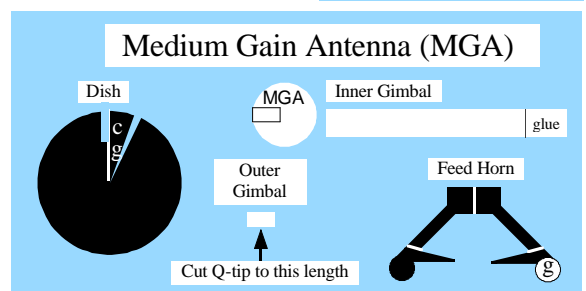 Medium Gain Antenna (MGA)
Dish
c
g
MGA
Inner Gimbal
glue
Outer
Gimbal
Cut Q-tip to this length
Feed Horn
g